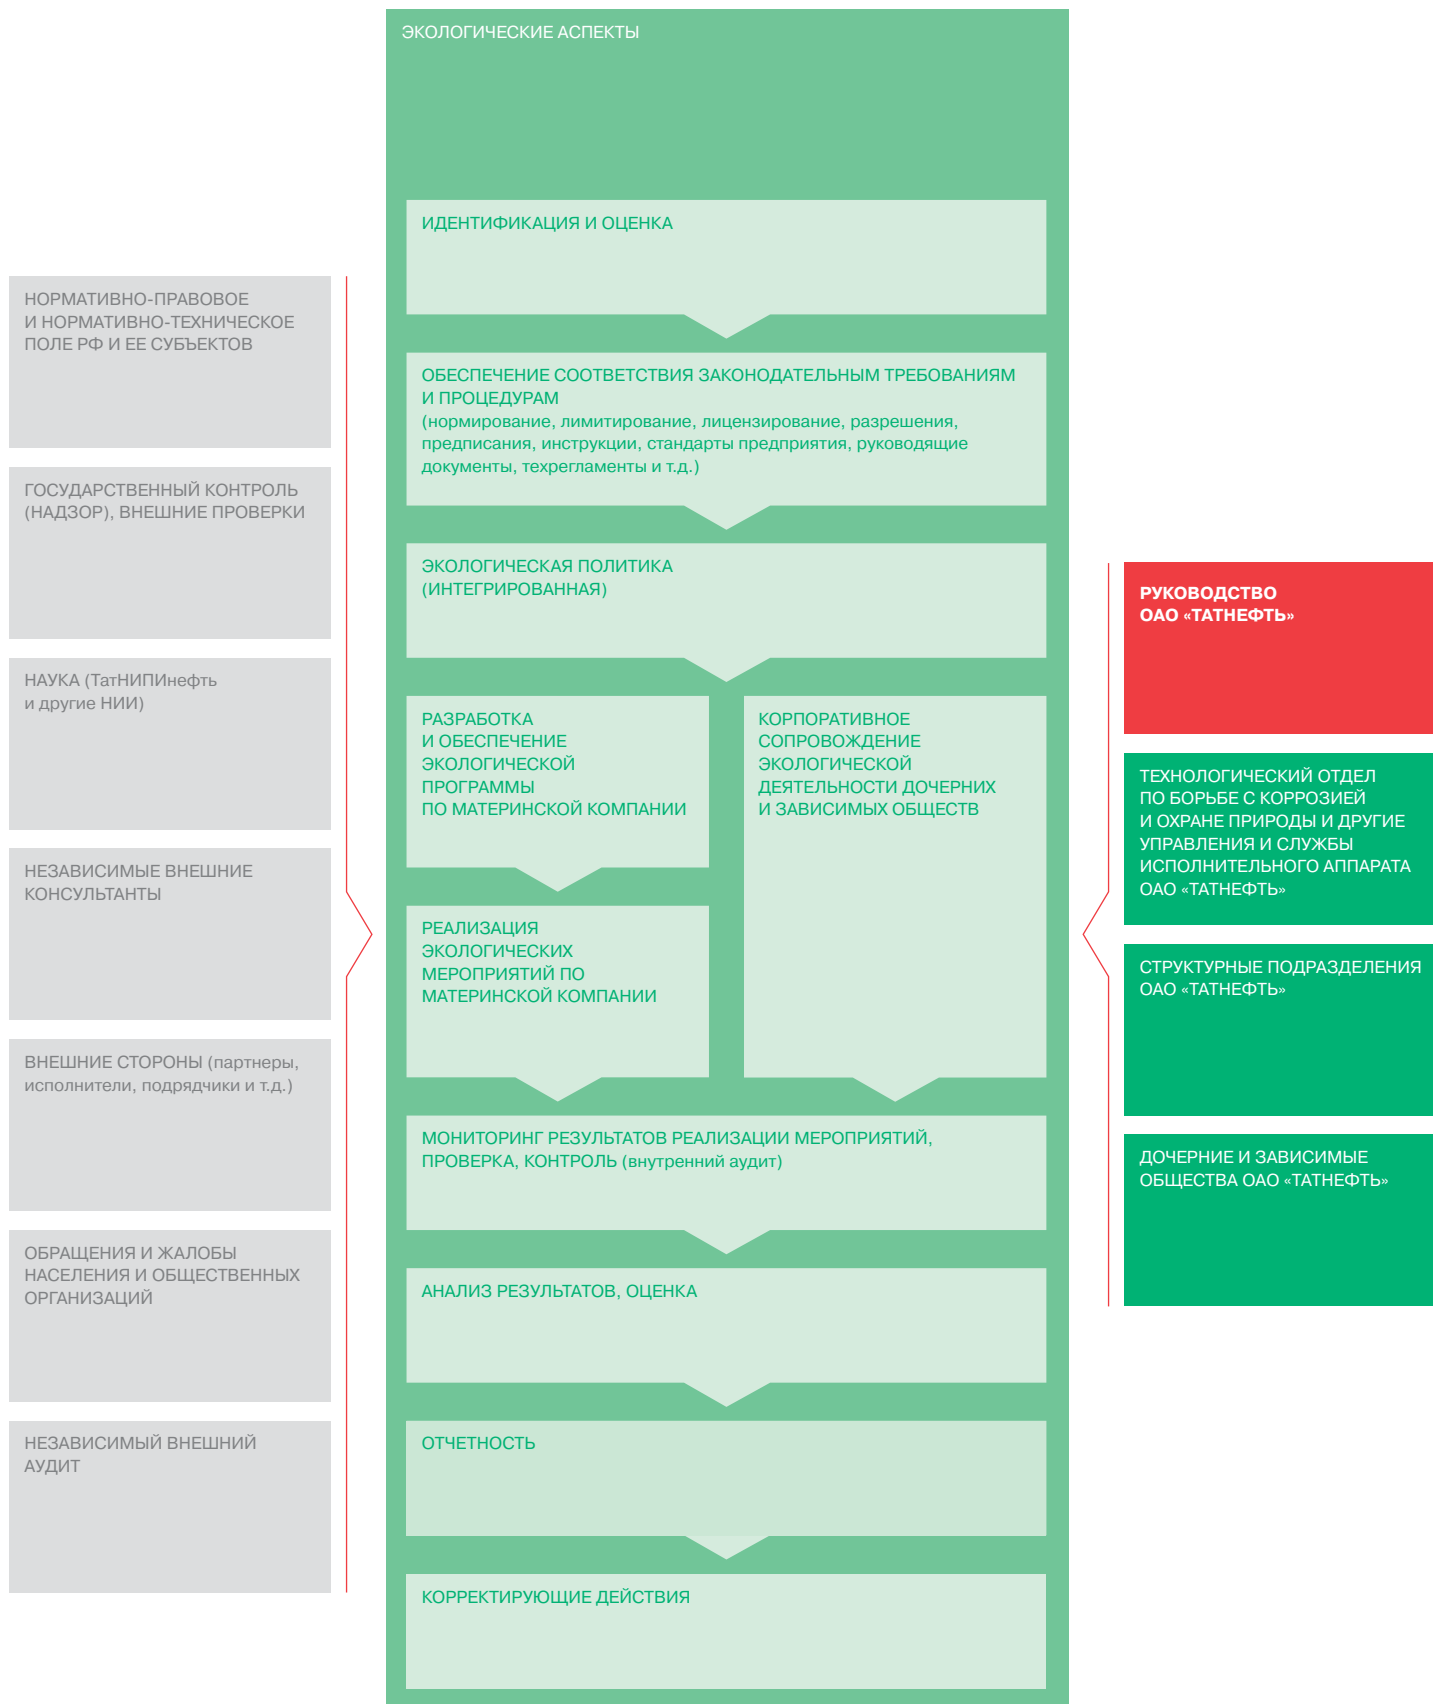 ЭКОЛОГИЧЕСКИЕ АСПЕКТЫ
ИДЕНТИФИКАЦИЯ И ОЦЕНКА
ОБЕСПЕЧЕНИЕ СООТВЕТСТВИЯ ЗАКОНОДАТЕЛЬНЫМ ТРЕБОВАНИЯМ
И ПРОЦЕДУРАМ
(нормирование, лимитирование, лицензирование, разрешения,
предписания, инструкции, стандарты предприятия, руководящие
документы, техрегламенты и т.д.)
ЭКОЛОГИЧЕСКАЯ ПОЛИТИКА
(ИНТЕГРИРОВАННАЯ)
РАЗРАБОТКА
И ОБЕСПЕЧЕНИЕ
ЭКОЛОГИЧЕСКОЙ
ПРОГРАММЫ
ПО МАТЕРИНСКОЙ КОМПАНИИ
КОРПОРАТИВНОЕ
СОПРОВОЖДЕНИЕ
ЭКОЛОГИЧЕСКОЙ
ДЕЯТЕЛЬНОСТИ ДОЧЕРНИХ
И ЗАВИСИМЫХ ОБЩЕСТВ
РЕАЛИЗАЦИЯ
ЭКОЛОГИЧЕСКИХ
МЕРОПРИЯТИЙ ПО
МАТЕРИНСКОЙ КОМПАНИИ
МОНИТОРИНГ РЕЗУЛЬТАТОВ РЕАЛИЗАЦИИ МЕРОПРИЯТИЙ,
ПРОВЕРКА, КОНТРОЛЬ (внутренний аудит)
АНАЛИЗ РЕЗУЛЬТАТОВ, ОЦЕНКА
ОТЧЕТНОСТЬ
КОРРЕКТИРУЮЩИЕ ДЕЙСТВИЯ
НОРМАТИВНО-ПРАВОВОЕ
И НОРМАТИВНО-ТЕХНИЧЕСКОЕ
ПОЛЕ РФ И ЕЕ СУБЪЕКТОВ
ГОСУДАРСТВЕННЫЙ КОНТРОЛЬ
(НАДЗОР), ВНЕШНИЕ ПРОВЕРКИ
НАУКА (ТатНИПИнефть
и другие НИИ)
НЕЗАВИСИМЫЕ ВНЕШНИЕ
КОНСУЛЬТАНТЫ
ВНЕШНИЕ СТОРОНЫ (партнеры,
исполнители, подрядчики и т.д.)
ОБРАЩЕНИЯ И ЖАЛОБЫ
НАСЕЛЕНИЯ И ОБЩЕСТВЕННЫХ
ОРГАНИЗАЦИЙ
НЕЗАВИСИМЫЙ ВНЕШНИЙ
АУДИТ
РУКОВОДСТВО
ОАО «ТАТНЕФТЬ»
ТЕХНОЛОГИЧЕСКИЙ ОТДЕЛ
ПО БОРЬБЕ С КОРРОЗИЕЙ
И ОХРАНЕ ПРИРОДЫ И ДРУГИЕ
УПРАВЛЕНИЯ И СЛУЖБЫ
ИСПОЛНИТЕЛЬНОГО АППАРАТА
ОАО «ТАТНЕФТЬ»
СТРУКТУРНЫЕ ПОДРАЗДЕЛЕНИЯ
ОАО «ТАТНЕФТЬ»
ДОЧЕРНИЕ И ЗАВИСИМЫЕ
ОБЩЕСТВА ОАО «ТАТНЕФТЬ»